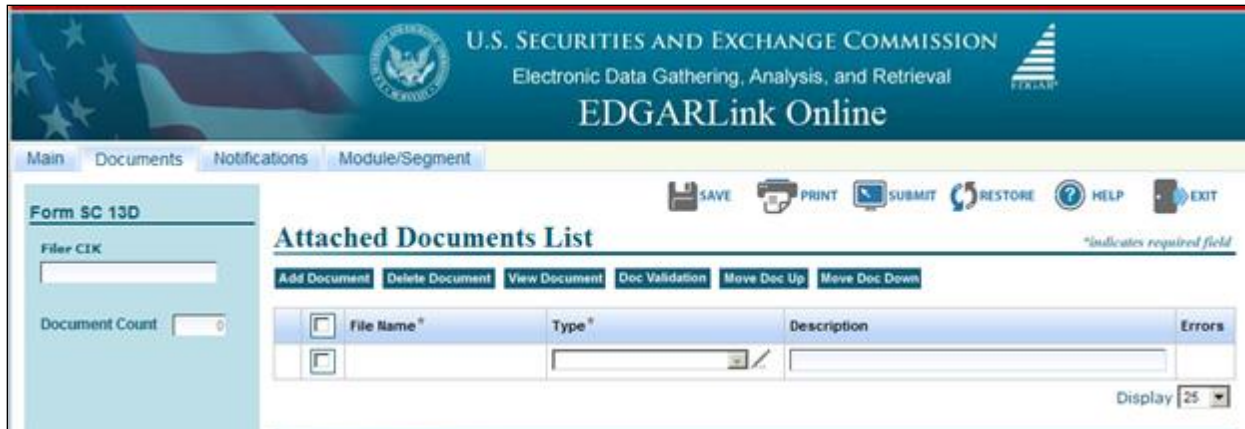 U.S. SECURITIES AND EXCHANGE COMMISSION
Electronic Data Gathering, Analysis, and Retrieval
EDGAR
EDGARLink Online
Main Documents Notifications Module/Segment
SAVE PRINT SUBMIT RESTORE HELP EXIT
Form SC 13D
Attached Documents List
*indicates required field
Filer CIK
Add Document Delete Document View Document Doc Validation Move Doc Up Move Doc Down
Document Count 0
File Name* Type* Description Errors
Display 25